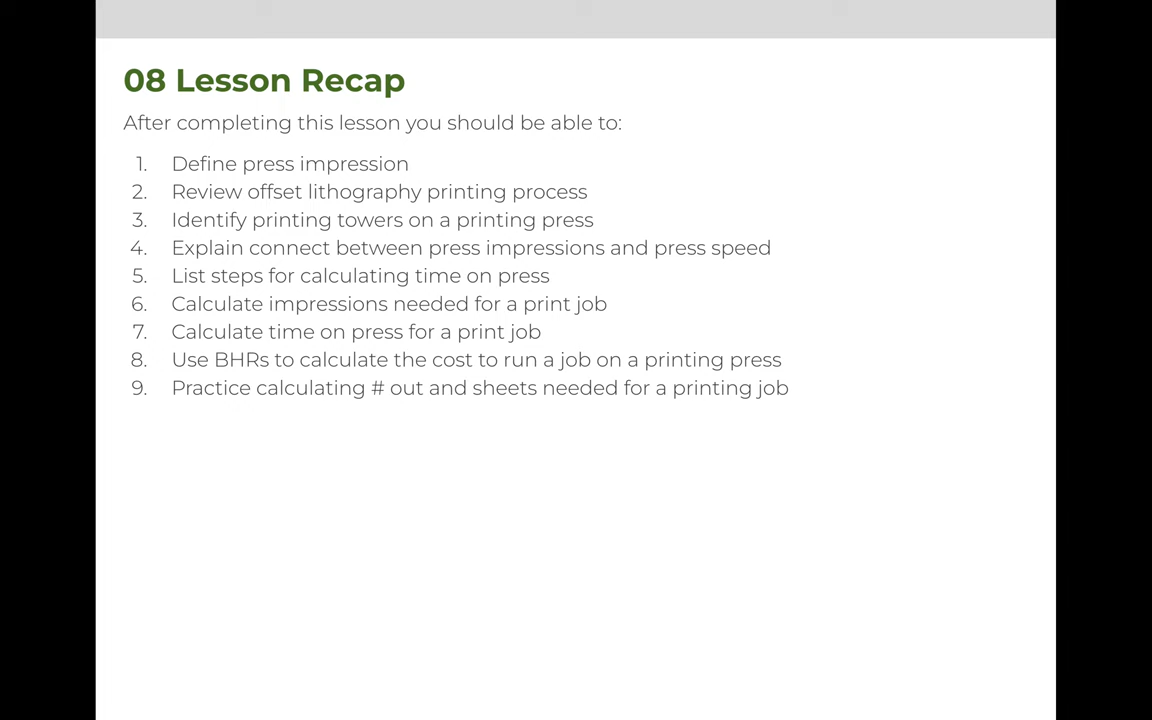 08 Lesson Recap
After completing this lesson you should be able to:
1. Define press impression
2. Review offset lithography printing process
3. Identify printing towers on a printing press
4. Explain connect between press impressions and press speed
5. List steps for calculating time on press
6. Calculate impressions needed for a print job
7. Calculate time on press for a print job
8. Use BHRs to calculate the cost to run a job on a printing press
9. Practice calculating # out and sheets needed for a printing job